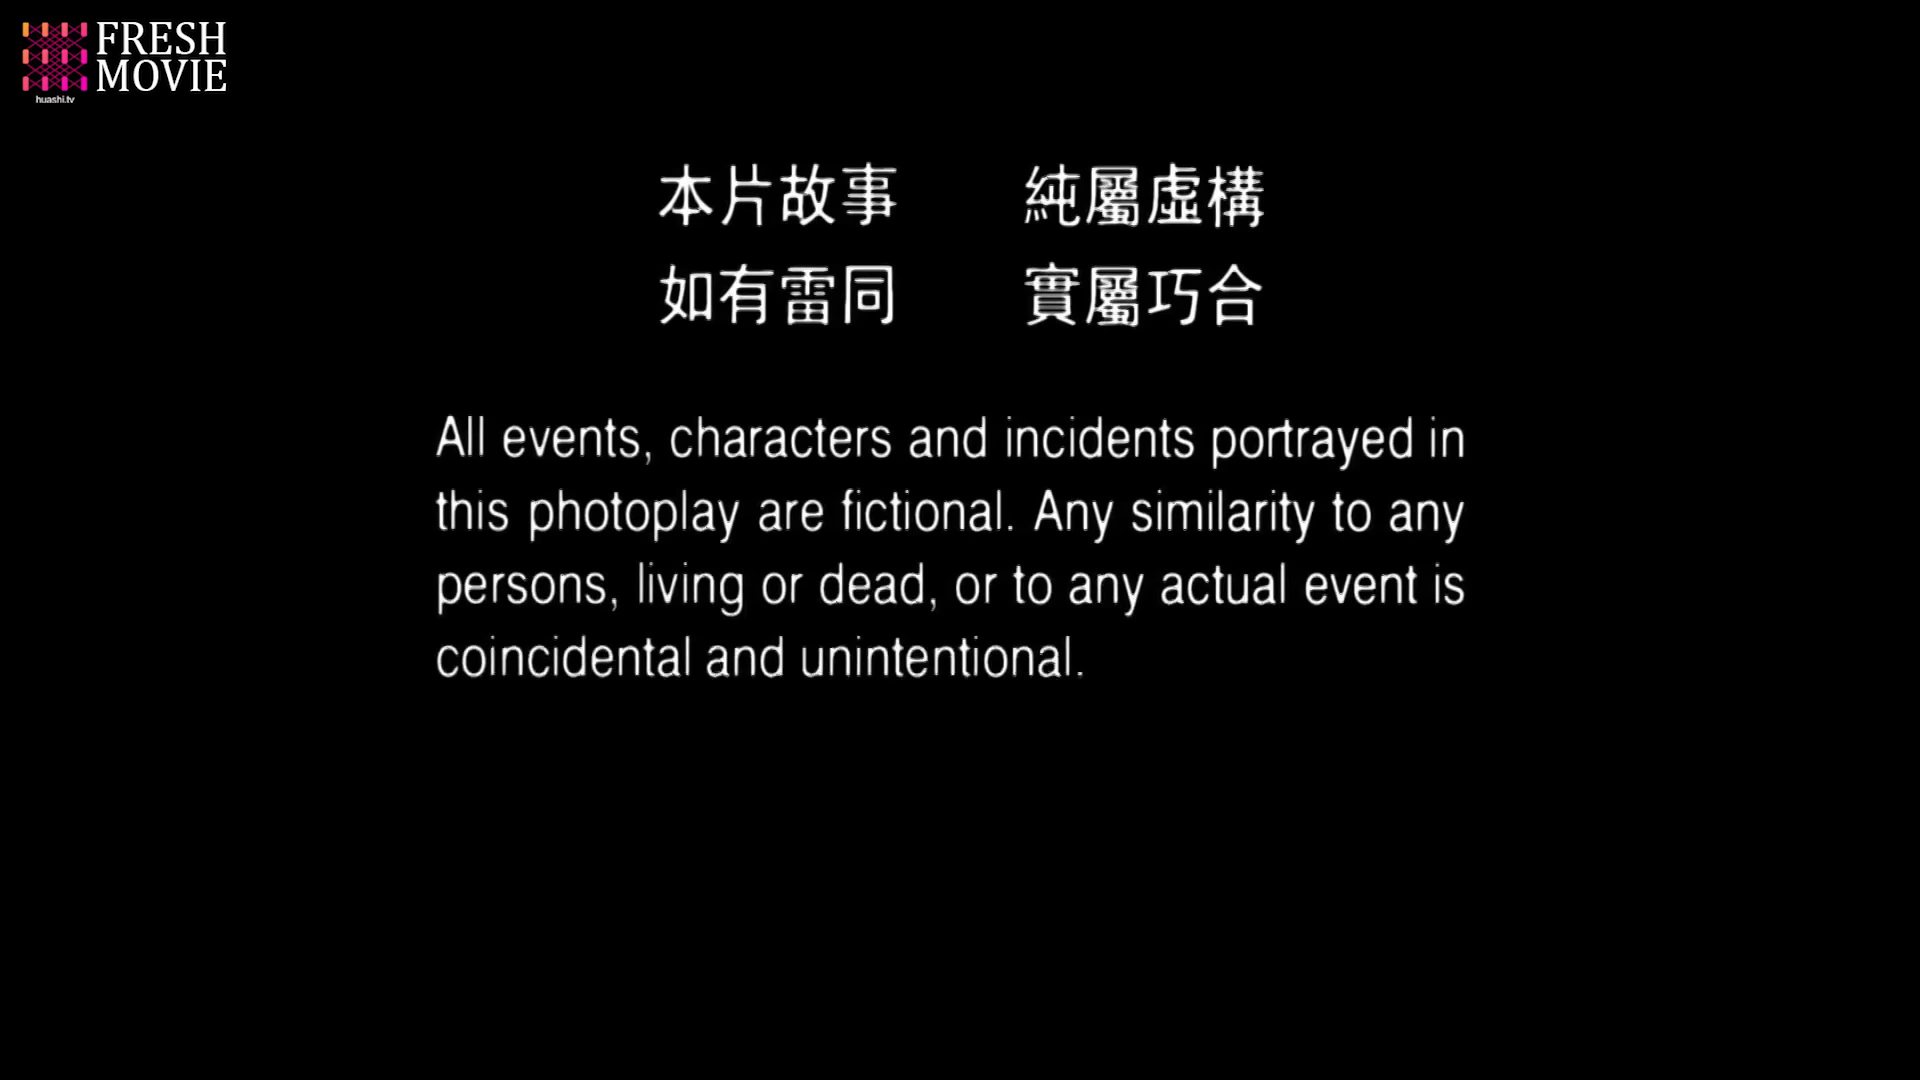 FRESH
MOVIE
huashi.tv
本片故事 純屬虛構
如有雷同 實屬巧合
All events, characters and incidents portrayed in
this photoplay are fictional. Any similarity to any
persons, living or dead, or to any actual event is
coincidental and unintentional.